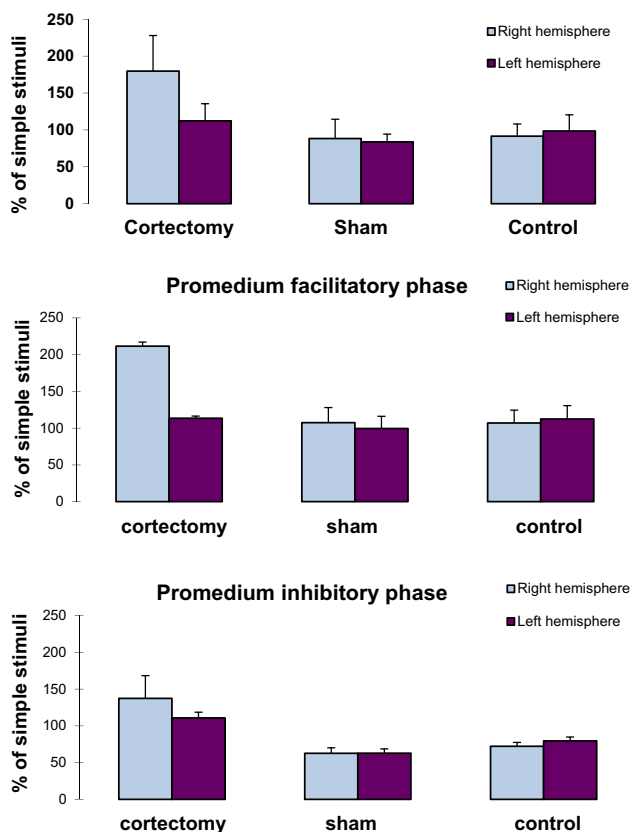 250
200
150
100
50
0
% of simple stimuli
Right hemisphere
Left hemisphere
Cortectomy Sham Control
Promedium facilitatory phase
Right hemisphere
Left hemisphere
250
200
150
100
50
0
% of simple stimuli
cortectomy sham control
Promedium inhibitory phase
Right hemisphere
Left hemisphere
250
200
150
100
50
0
% of simple stimuli
cortectomy sham control